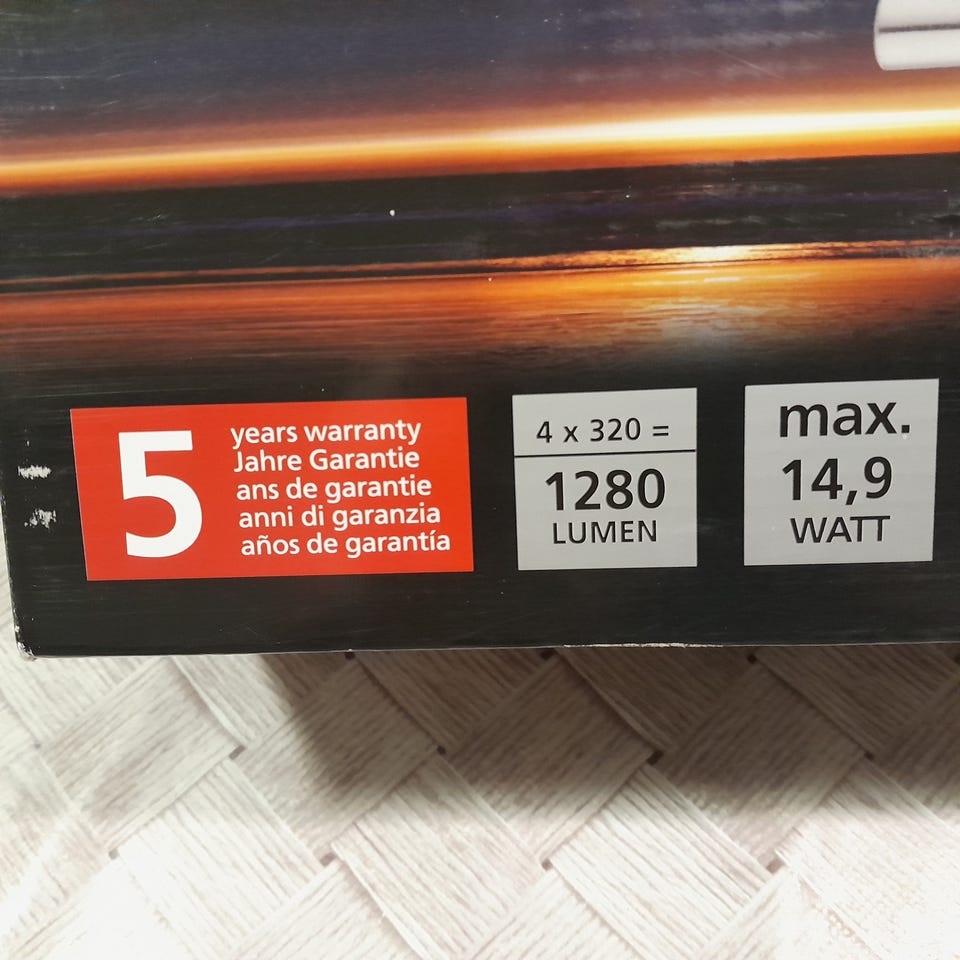 5
years warranty
Jahre Garantie
ans de garantie
anni di garanzia
años de garantía
4 x 320 =
1280
LUMEN
max.
14,9
WATT